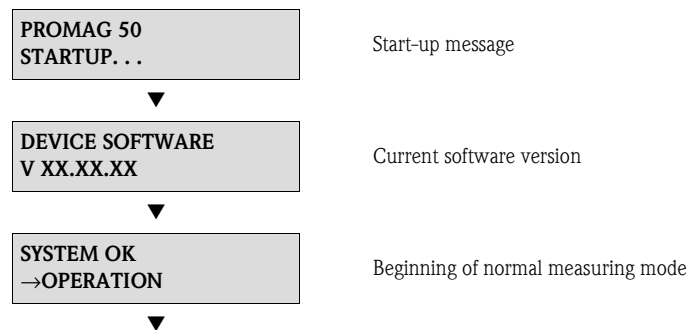 PROMAG 50
STARTUP. . .
Start-up message
▼
DEVICE SOFTWARE
V XX.XX.XX
Current software version
▼
SYSTEM OK
→OPERATION
Beginning of normal measuring mode
▼